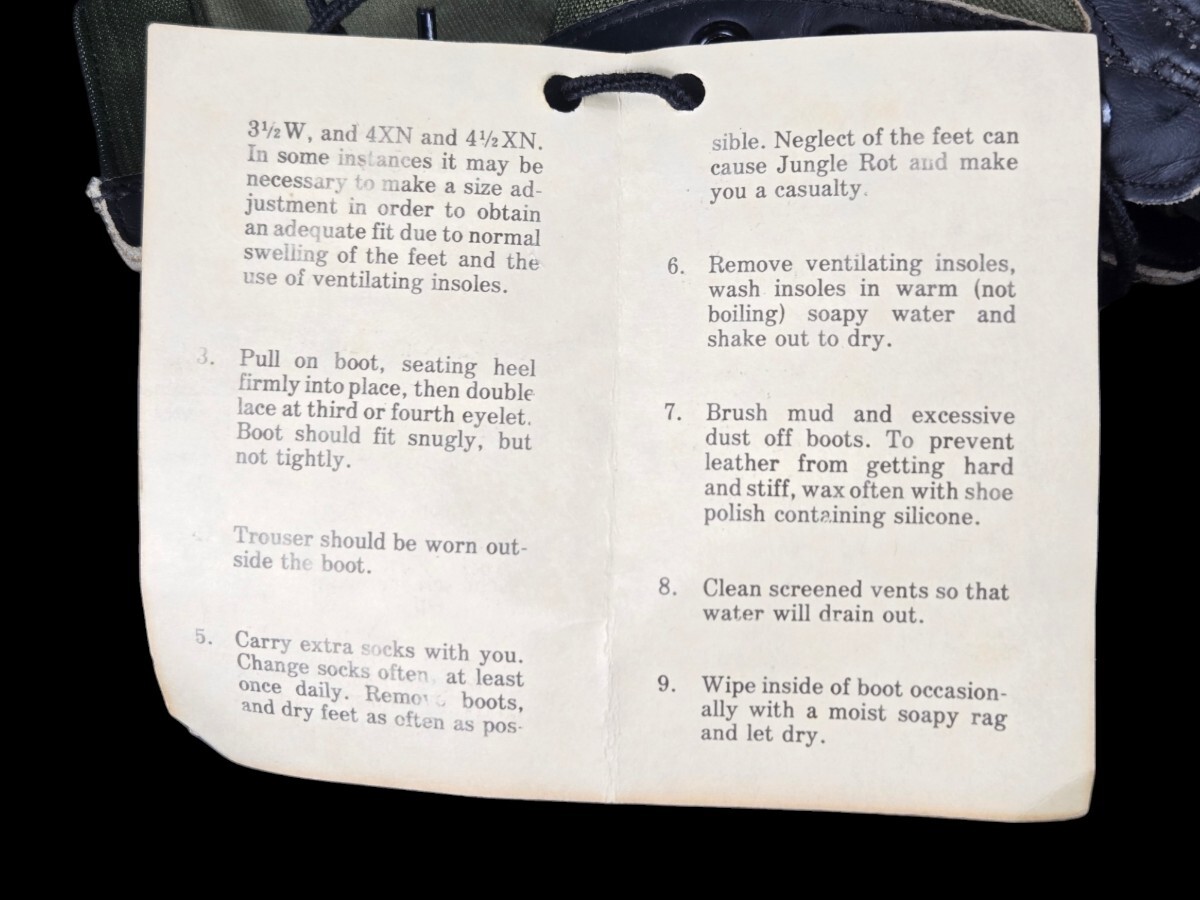 3½W, and 4XN and 4½XN.
In some instances it may be
necessary to make a size ad-
justment in order to obtain
an adequate fit due to normal
swelling of the feet and the
use of ventilating insoles.
3. Pull on boot, seating heel
firmly into place, then double
lace at third or fourth eyelet.
Boot should fit snugly, but
not tightly.
Trouser should be worn out-
side the boot.
5. Carry extra socks with you.
Change socks often, at least
once daily. boots,
and dry feet as often as pos-
sible. Neglect of the feet can
cause Jungle Rot and make
you a casualty.
6. Remove ventilating insoles,
wash insoles in warm (not
boiling) soapy water and
shake out to dry.
7. Brush mud and excessive
dust off boots. To prevent
leather from getting hard
and stiff, wax often with shoe
polish containing silicone.
8. Clean screened vents so that
water will drain out.
9. Wipe inside of boot occasion-
ally with a moist soapy rag
and let dry.